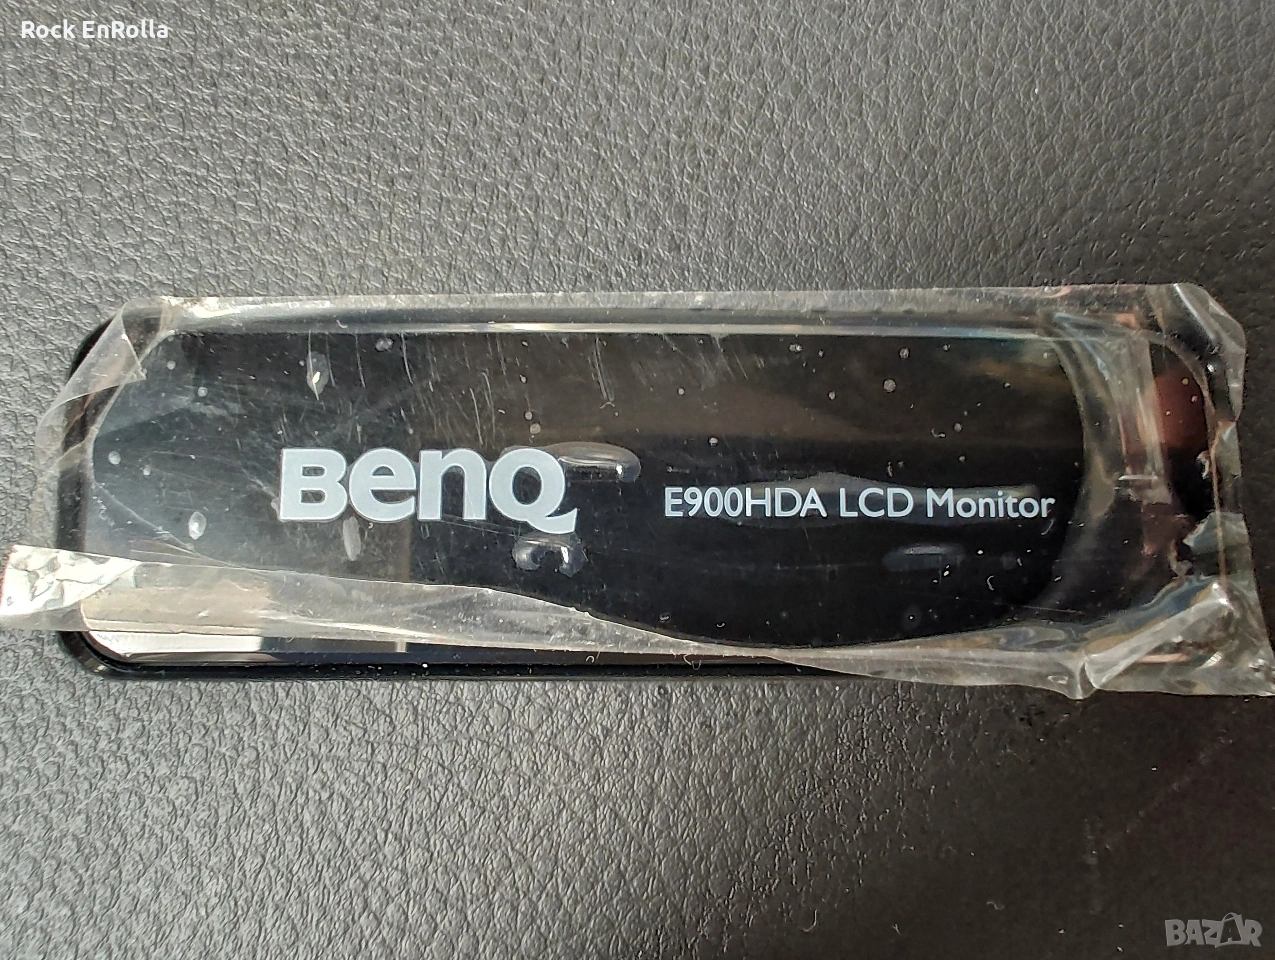 Rock EnRolla
BenQ
E900HDA LCD Monitor
BAZAR